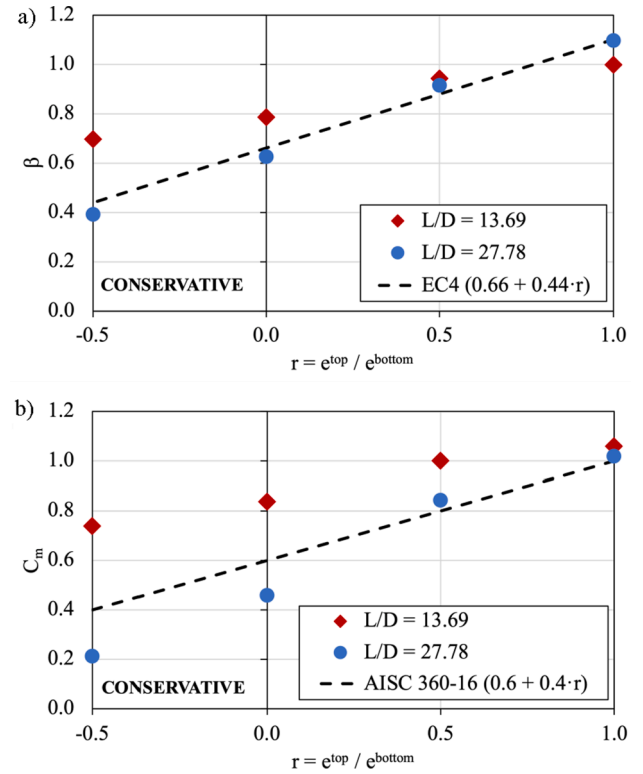 a)
1.2
1.0
0.8
0.6
0.4
0.2
0.0
β
L/D = 13.69
L/D = 27.78
EC4 (0.66 + 0.44·r)
CONSERVATIVE
-0.5
0.0
0.5
1.0
r = e^top / e^bottom
b)
1.2
1.0
0.8
0.6
0.4
0.2
0.0
C_m
L/D = 13.69
L/D = 27.78
AISC 360-16 (0.6 + 0.4·r)
CONSERVATIVE
-0.5
0.0
0.5
1.0
r = e^top / e^bottom